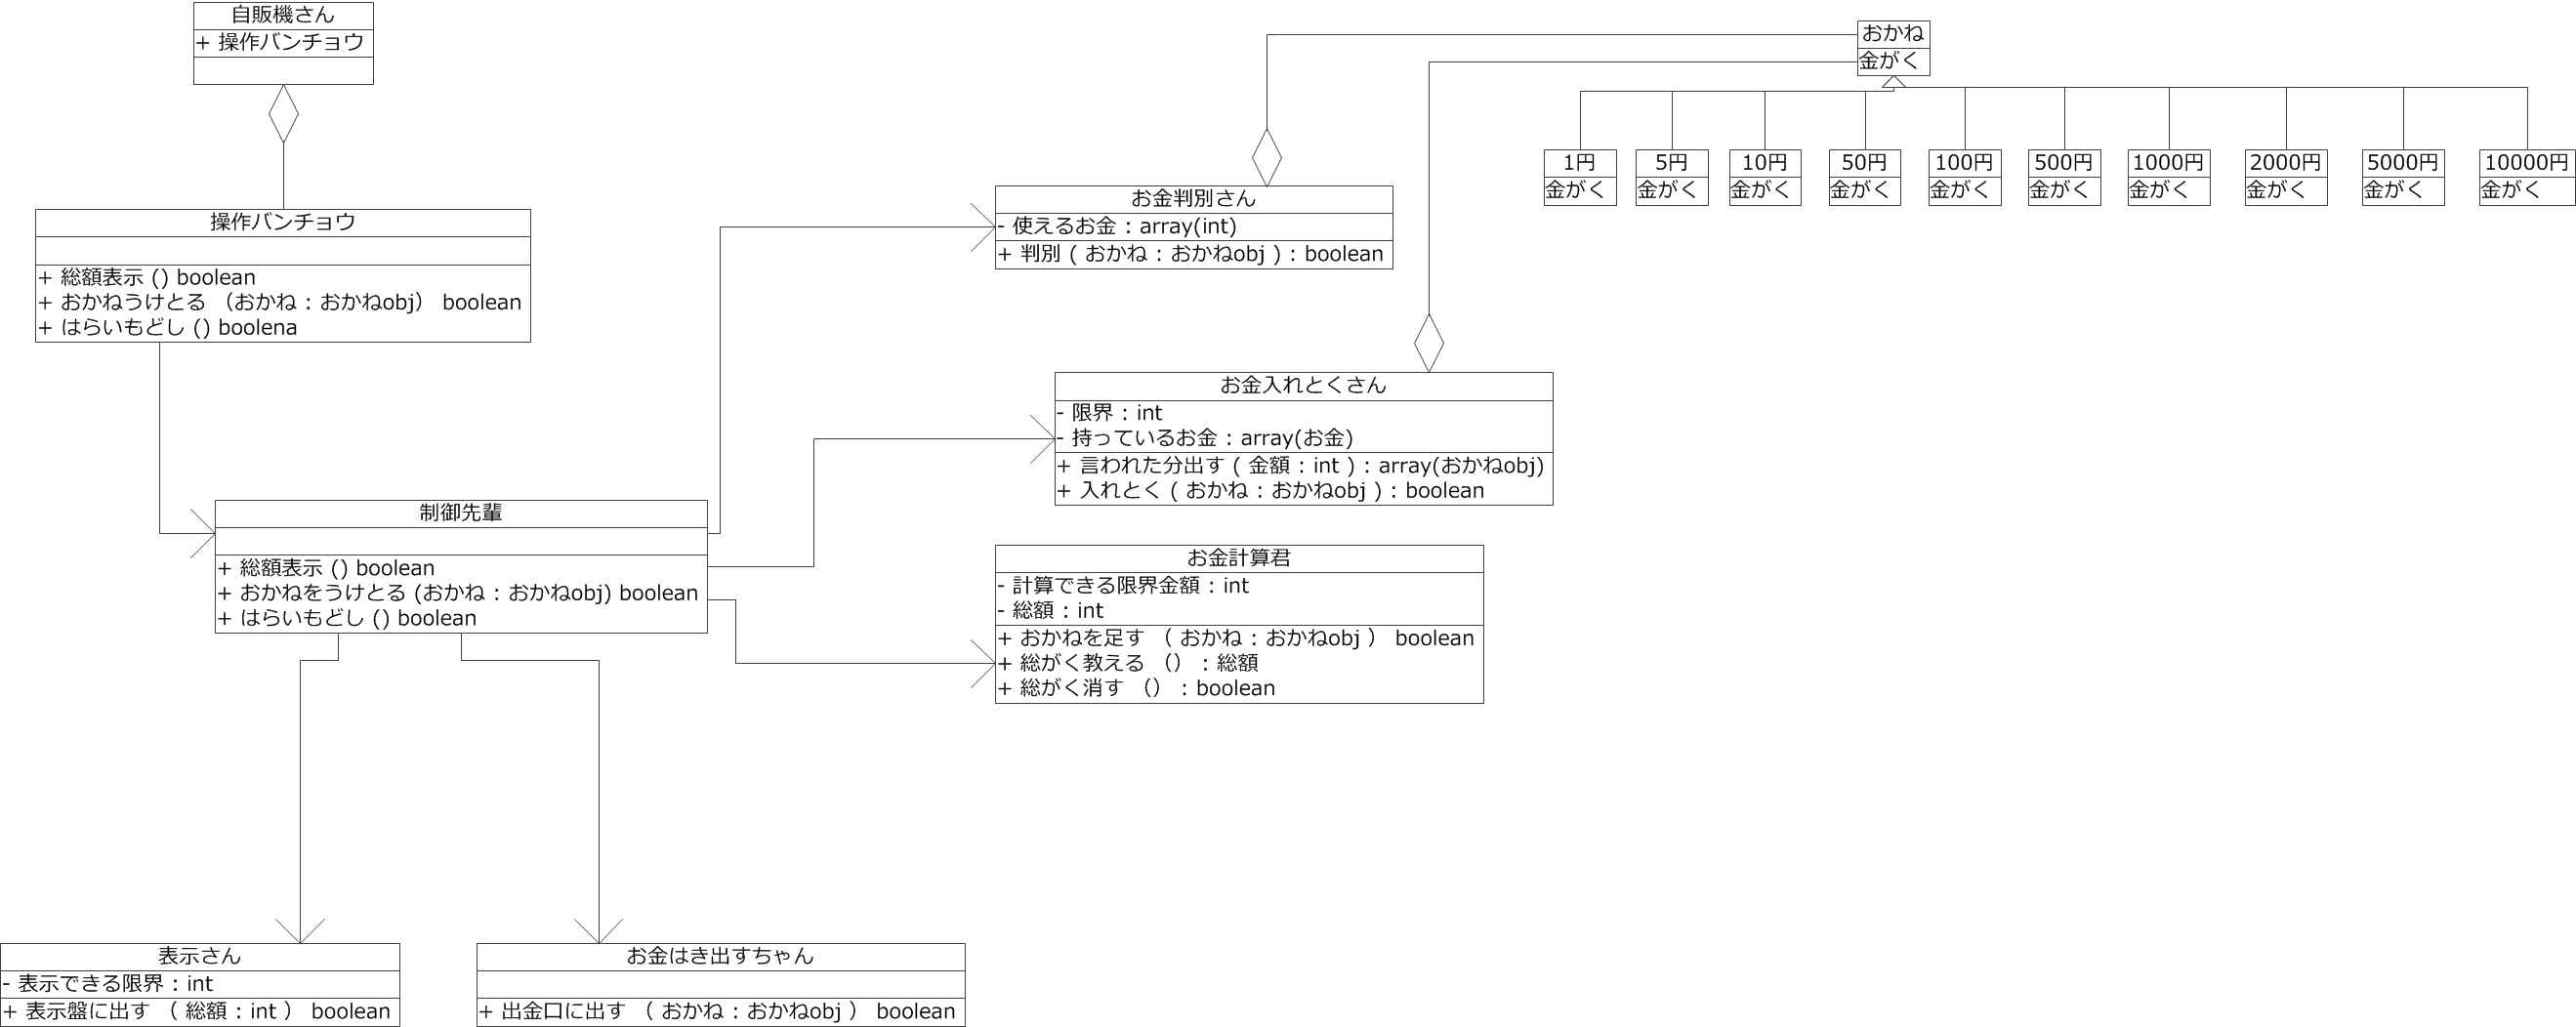 自販機さん
+ 操作バンチョウ
操作バンチョウ
+ 総額表示 () boolean
+ おかねうけとる （おかね : おかねobj） boolean
+ はらいもどし () boolena
制御先輩
+ 総額表示 () boolean
+ おかねをうけとる (おかね : おかねobj) boolean
+ はらいもどし () boolean
表示さん
- 表示できる限界 : int
+ 表示盤に出す （ 総額 : int ） boolean
お金はき出すちゃん
+ 出金口に出す （ おかね : おかねobj ） boolean
お金判別さん
- 使えるお金 : array(int)
+ 判別 ( おかね : おかねobj ) : boolean
お金入れとくさん
- 限界 : int
- 持っているお金 : array(お金)
+ 言われた分出す ( 金額 : int ) : array(おかねobj)
+ 入れとく ( おかね : おかねobj ) : boolean
お金計算君
- 計算できる限界金額 : int
- 総額 : int
+ おかねを足す （ おかね : おかねobj ） boolean
+ 総がく教える （） : 総額
+ 総がく消す （） : boolean
おかね
金がく
1円
金がく
5円
金がく
10円
金がく
50円
金がく
100円
金がく
500円
金がく
1000円
金がく
2000円
金がく
5000円
金がく
10000円
金がく